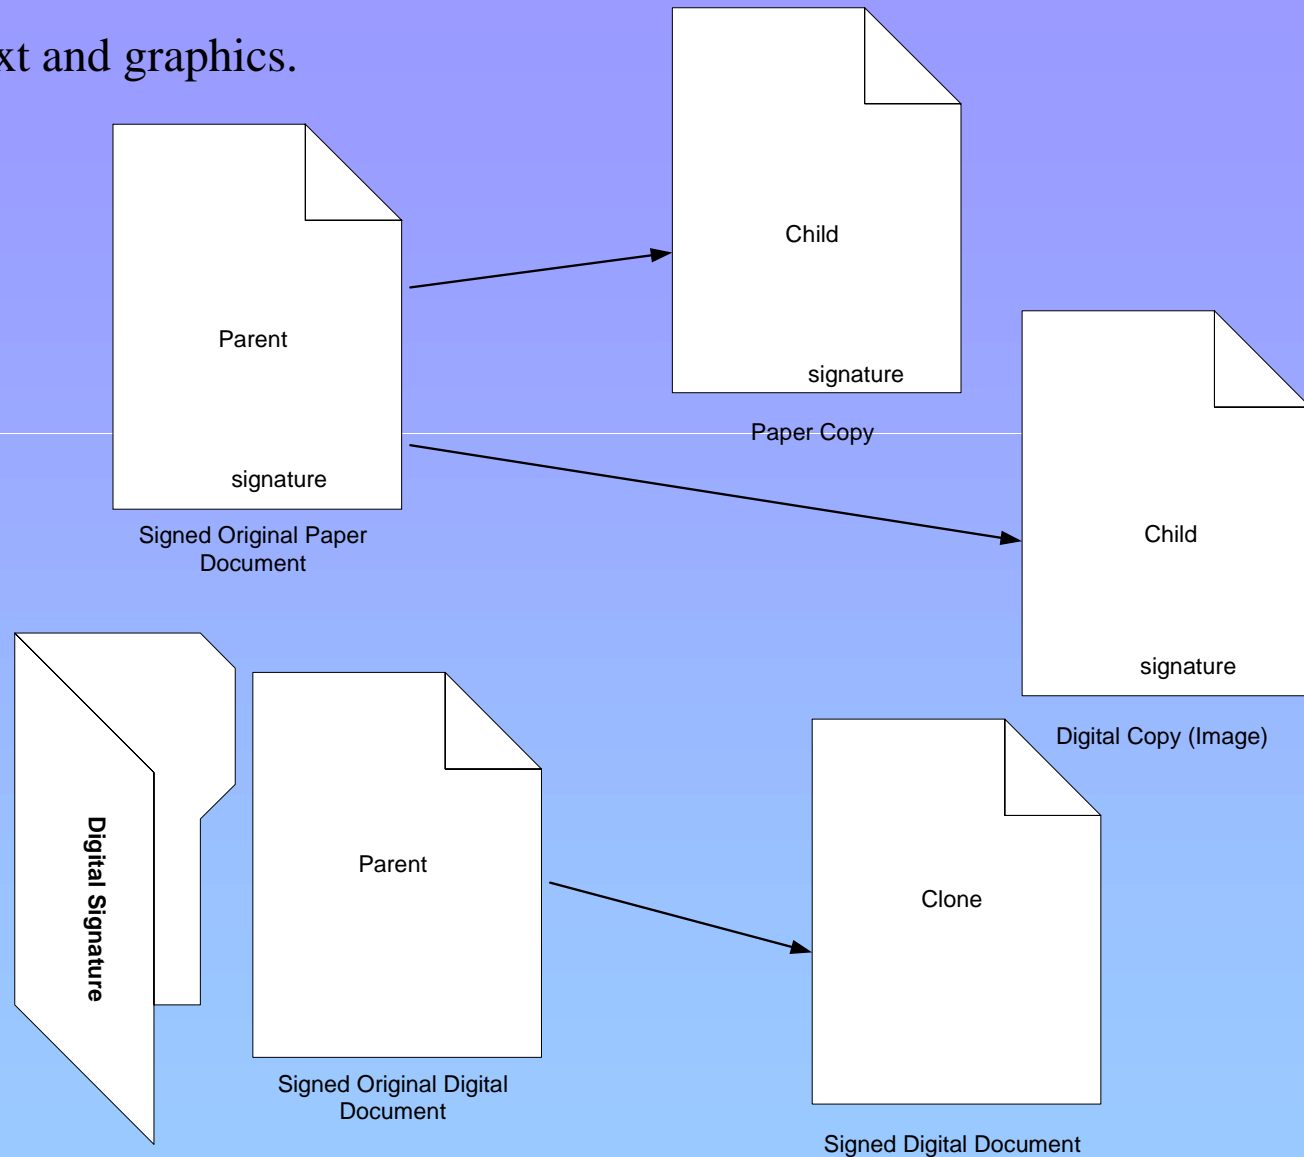 xt and graphics.
Child
signature
Paper Copy
Parent
signature
Signed Original Paper
Document
Child
signature
Digital Copy (Image)
Digital Signature
Parent
Signed Original Digital
Document
Clone
Signed Digital Document